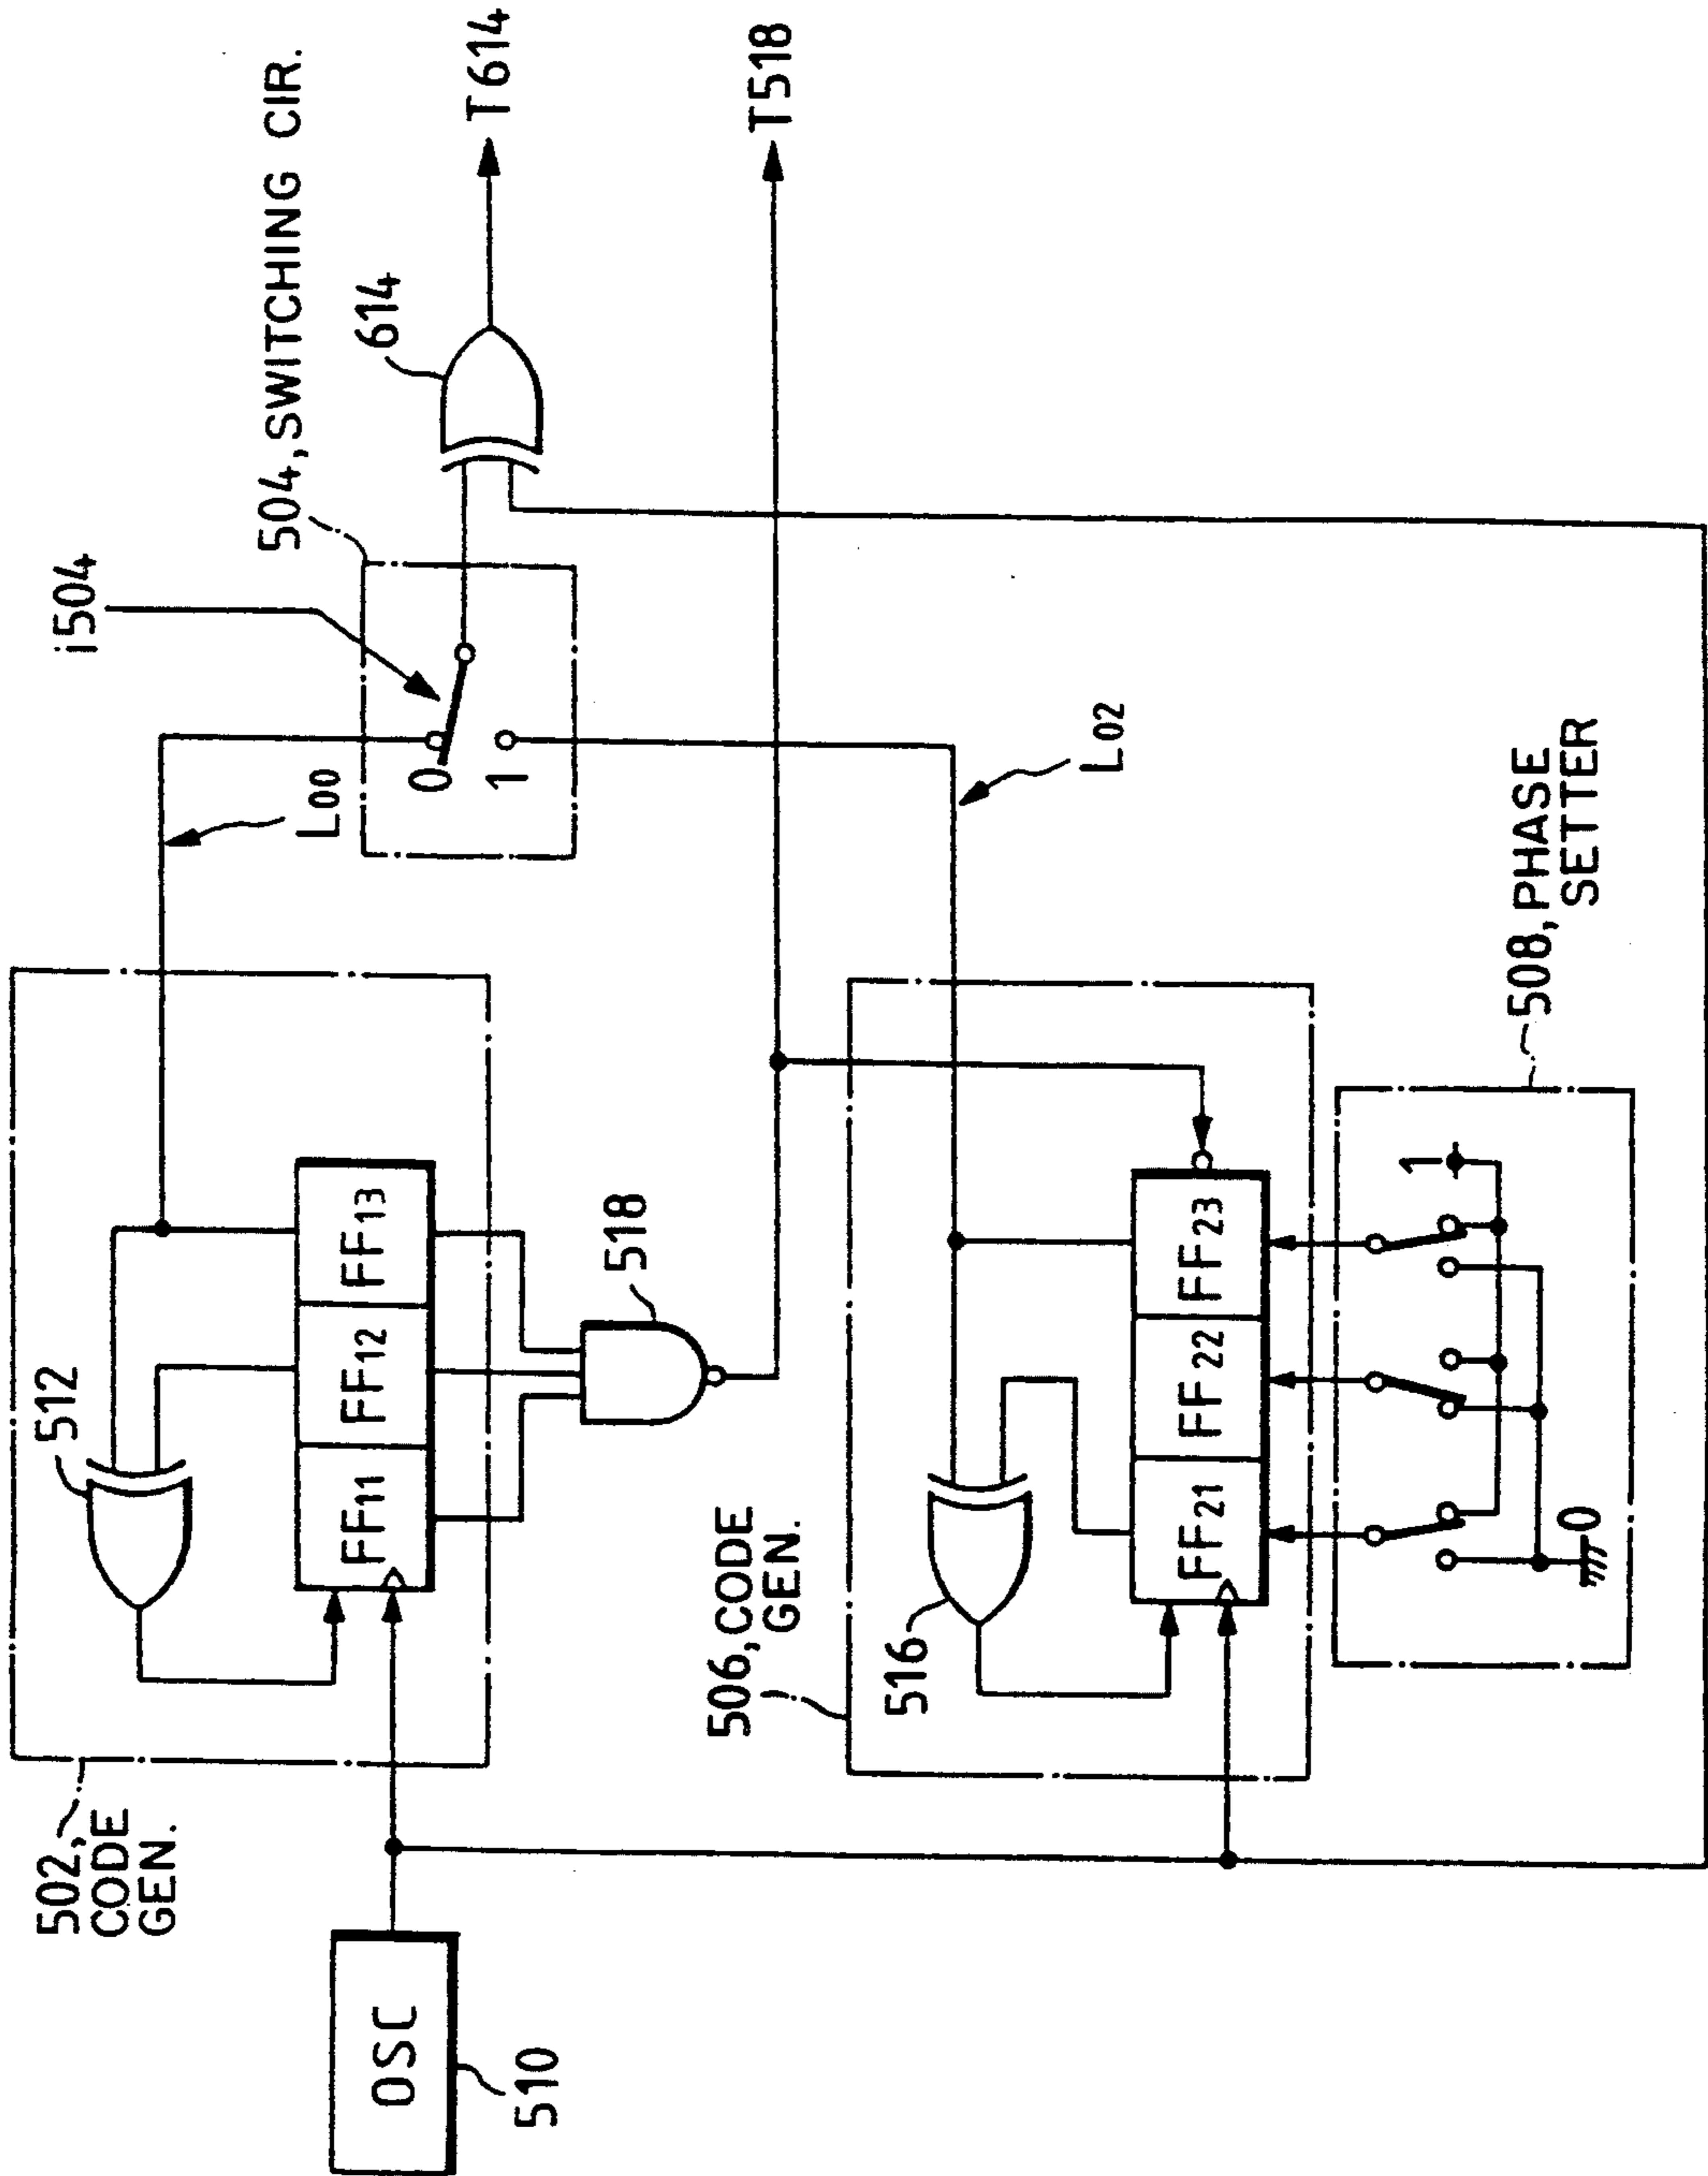 502,
CODE
GEN.
512
FF11
FF12
FF13
L00
i504
504, SWITCHING CIR.
0
1
614
T614
OSC
510
518
T518
506, CODE
GEN.
516
FF21
FF22
FF23
L02
1
0
508, PHASE
SETTER